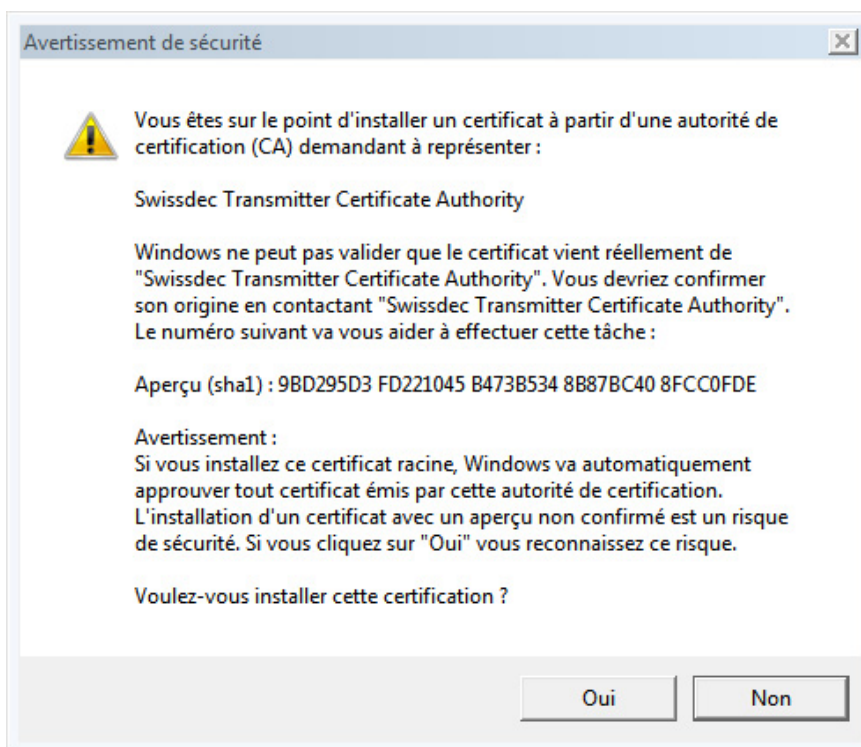 Avertissement de sécurité
Vous êtes sur le point d'installer un certificat à partir d'une autorité de
certification (CA) demandant à représenter :
Swissdec Transmitter Certificate Authority
Windows ne peut pas valider que le certificat vient réellement de
"Swissdec Transmitter Certificate Authority". Vous devriez confirmer
son origine en contactant "Swissdec Transmitter Certificate Authority".
Le numéro suivant va vous aider à effectuer cette tâche :
Aperçu (sha1) : 9BD295D3 FD221045 B473B534 8B87BC40 8FCC0FDE
Avertissement :
Si vous installez ce certificat racine, Windows va automatiquement
approuver tout certificat émis par cette autorité de certification.
L'installation d'un certificat avec un aperçu non confirmé est un risque
de sécurité. Si vous cliquez sur "Oui" vous reconnaissez ce risque.
Voulez-vous installer cette certification ?
Oui
Non